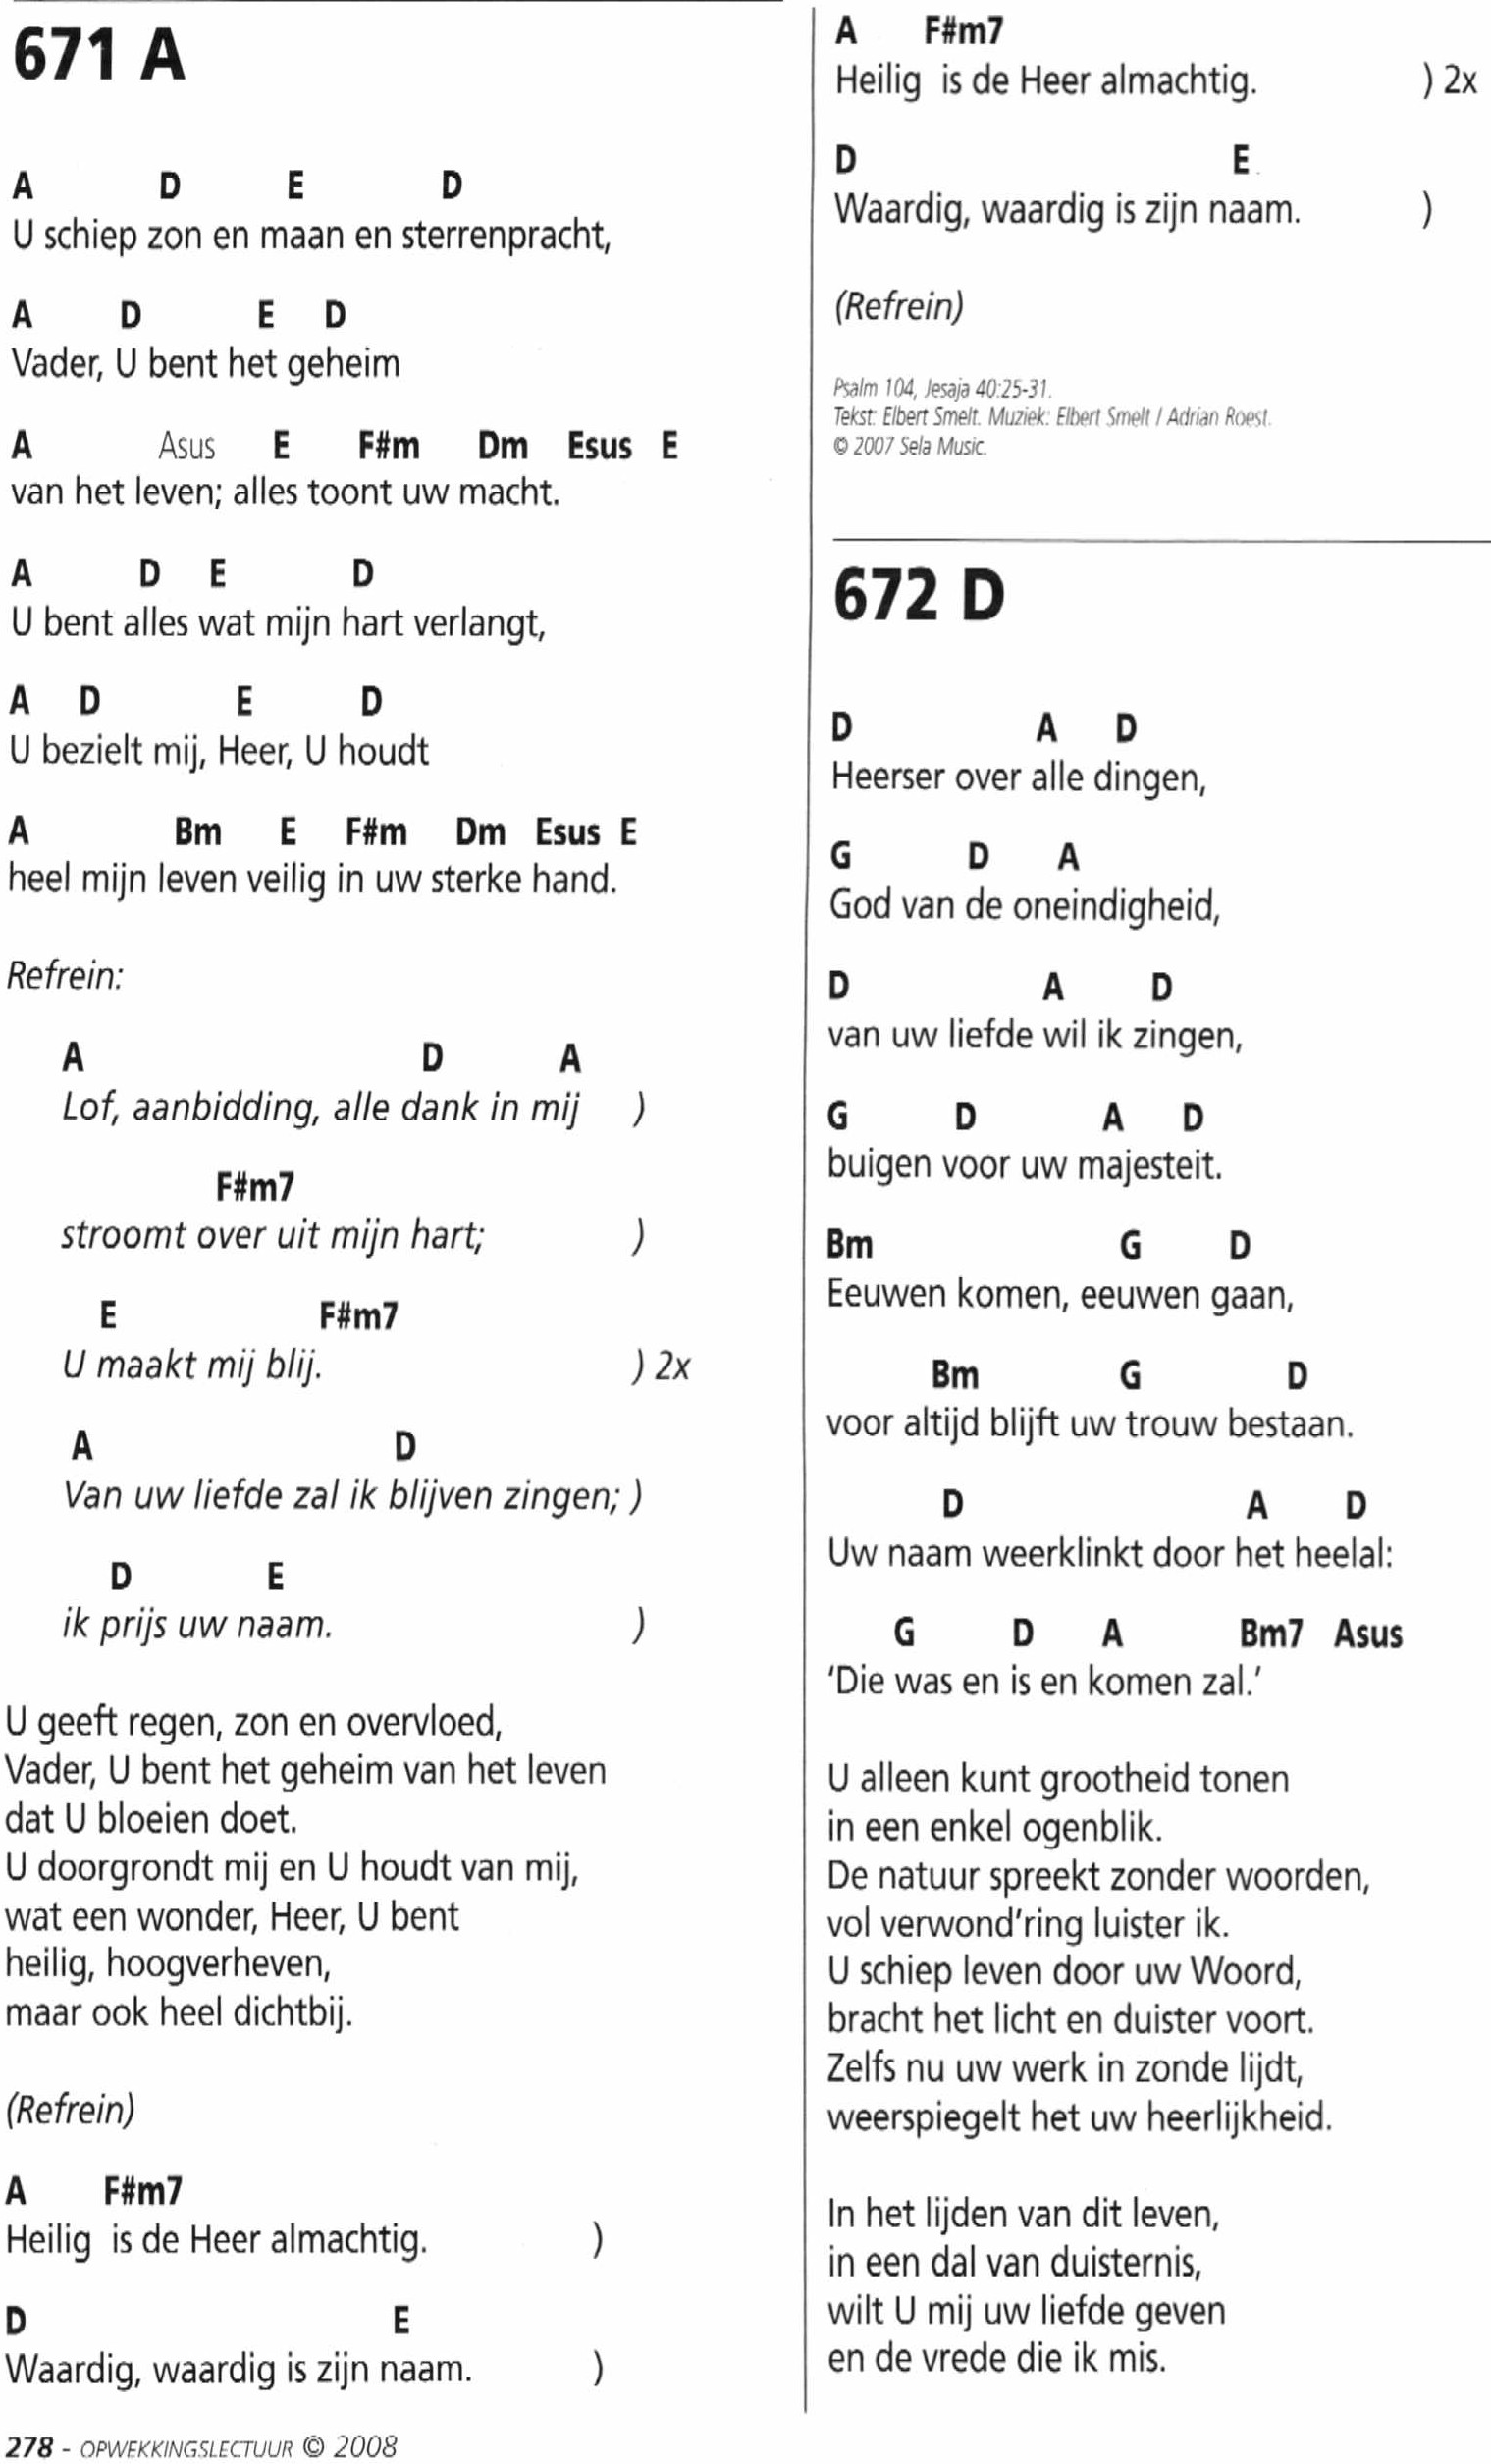 671 A
A D E D
U schiep zon en maan en sterrenpracht,
A D E D
Vader, U bent het geheim
A Asus E F#m Dm Esus E
van het leven; alles toont uw macht.
A D E D
U bent alles wat mijn hart verlangt,
A D E D
U bezielt mij, Heer, U houdt
A Bm E F#m Dm Esus E
heel mijn leven veilig in uw sterke hand.
Refrein:
A D A
Lof, aanbidding, alle dank in mij )
F#m7
stroomt over uit mijn hart; )
E F#m7
U maakt mij blij. ) 2x
A D
Van uw liefde zal ik blijven zingen; )
D E
ik prijs uw naam. )
U geeft regen, zon en overvloed,
Vader, U bent het geheim van het leven
dat U bloeien doet.
U doorgrondt mij en U houdt van mij,
wat een wonder, Heer, U bent
heilig, hoogverheven,
maar ook heel dichtbij.
(Refrein)
A F#m7
Heilig is de Heer almachtig. )
D E
Waardig, waardig is zijn naam. )
278 - OPWEKKINGSLECTUUR © 2008
A F#m7
Heilig is de Heer almachtig. ) 2x
D E
Waardig, waardig is zijn naam. )
(Refrein)
Psalm 104, Jesaja 40:25-31.
Tekst: Elbert Smelt. Muziek: Elbert Smelt / Adrian Roest.
© 2007 Sela Music.
672 D
D A D
Heerser over alle dingen,
G D A
God van de oneindigheid,
D A D
van uw liefde wil ik zingen,
G D A D
buigen voor uw majesteit.
Bm G D
Eeuwen komen, eeuwen gaan,
Bm G D
voor altijd blijft uw trouw bestaan.
D A D
Uw naam weerklinkt door het heelal:
G D A Bm7 Asus
‘Die was en is en komen zal.’
U alleen kunt grootheid tonen
in een enkel ogenblik.
De natuur spreekt zonder woorden,
vol verwond’ring luister ik.
U schiep leven door uw Woord,
bracht het licht en duister voort.
Zelfs nu uw werk in zonde lijdt,
weerspiegelt het uw heerlijkheid.
In het lijden van dit leven,
in een dal van duisternis,
wilt U mij uw liefde geven
en de vrede die ik mis.